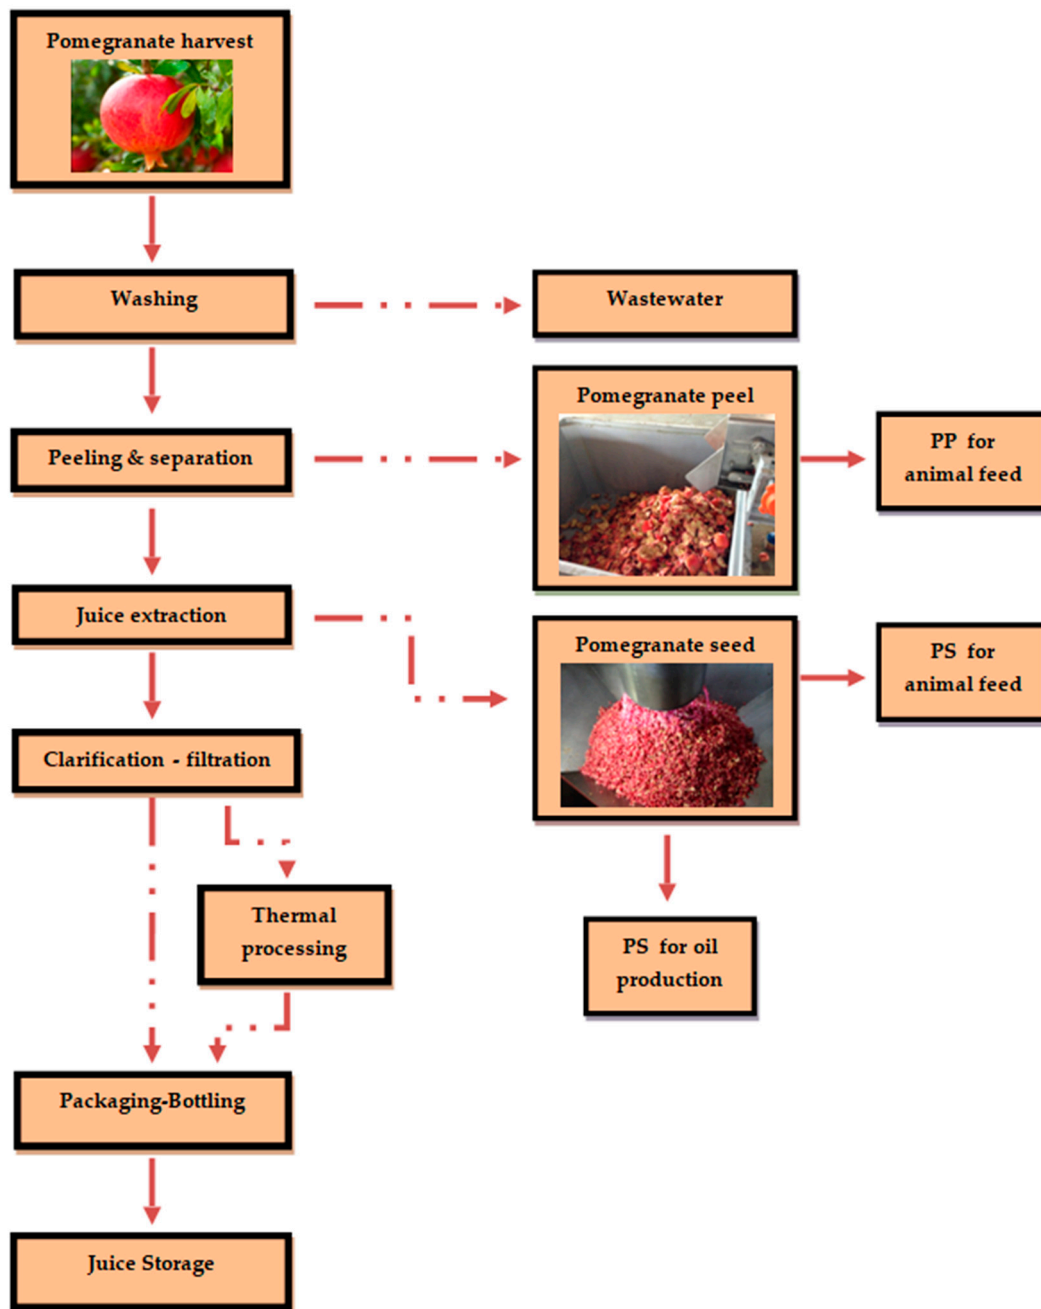 Pomegranate harvest
Washing
Wastewater
Pomegranate peel
Peeling & separation
PP for
animal feed
Juice extraction
Pomegranate seed
PS for
animal feed
Clarification - filtration
Thermal
processing
PS for oil
production
Packaging-Bottling
Juice Storage